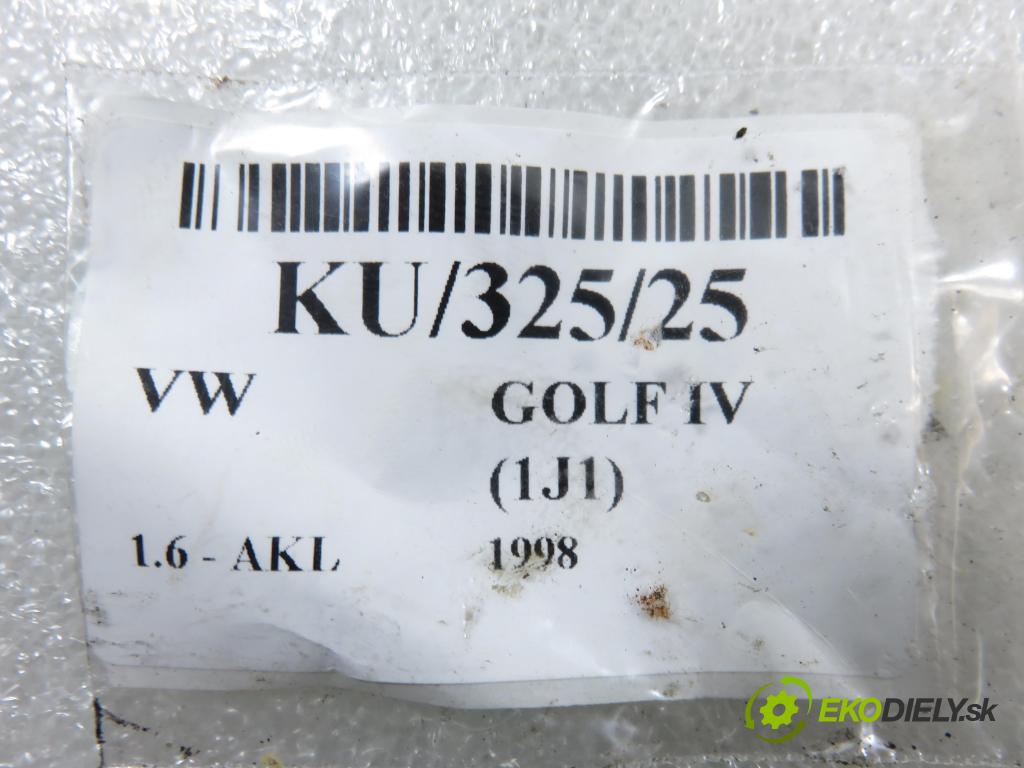 KU/325/25
VW GOLF IV
(1J1)
1.6 - AKL 1998
EKODIELY.sk